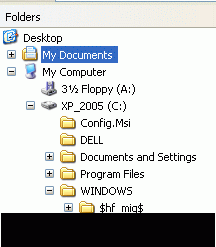 Folders
Desktop
My Documents
My Computer
3½ Floppy (A:)
XP_2005 (C:)
Config.Msi
DELL
Documents and Settings
Program Files
WINDOWS
$hf_mig$